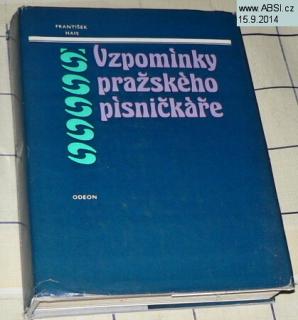 www.ABSI.cz
15.9.2014
FRANTIŠEK
HAIS
Vzpomínky
pražského
písničkáře
ODEON